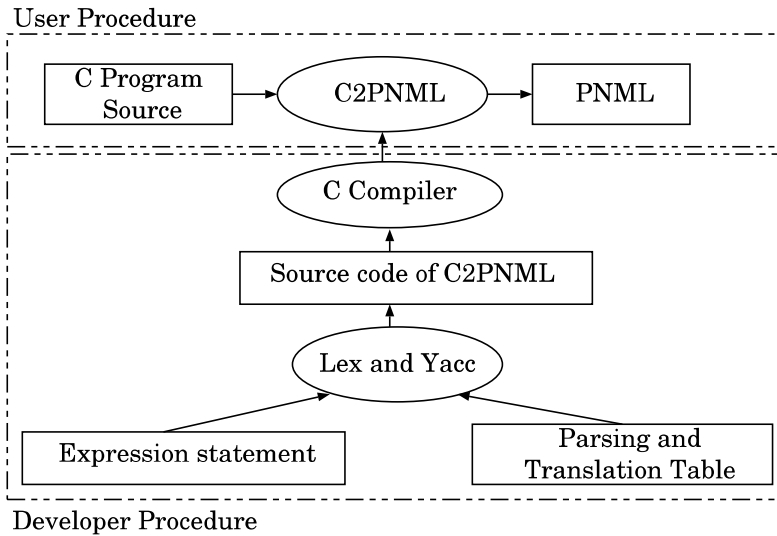 User Procedure
C Program
Source
C2PNML
PNML
C Compiler
Source code of C2PNML
Lex and Yacc
Expression statement
Parsing and
Translation Table
Developer Procedure